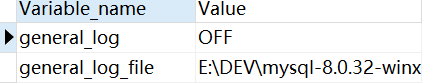 Variable_name Value
general_log OFF
general_log_file E:\DEV\mysql-8.0.32-winx